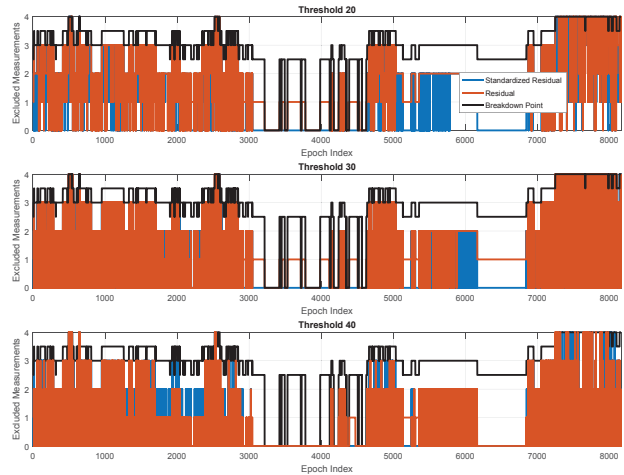 Threshold 20
4
3
2
1
0
Excluded Measurements
Standardized Residual
Residual
Breakdown Point
0 1000 2000 3000 4000 5000 6000 7000 8000
Epoch Index
Threshold 30
4
3
2
1
0
Excluded Measurements
0 1000 2000 3000 4000 5000 6000 7000 8000
Epoch Index
Threshold 40
4
3
2
1
0
Excluded Measurements
0 1000 2000 3000 4000 5000 6000 7000 8000
Epoch Index